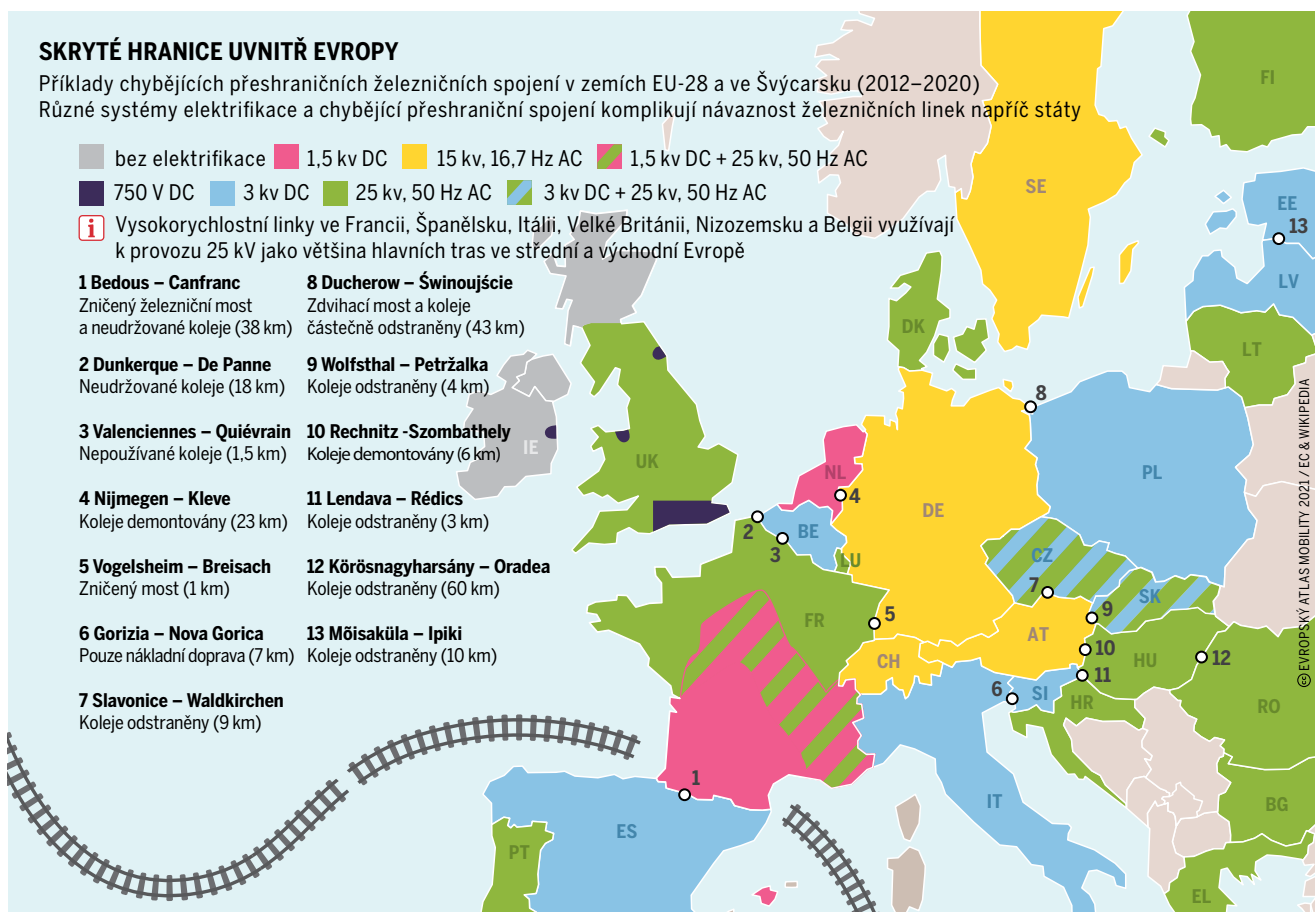 SKRYTÉ HRANICE UVNITŘ EVROPY
Příklady chybějících přeshraničních železničních spojení v zemích EU-28 a ve Švýcarsku (2012–2020)
Různé systémy elektrifikace a chybějící přeshraniční spojení komplikují návaznost železničních linek napříč státy
bez elektrifikace
1,5 kv DC
15 kv, 16,7 Hz AC
1,5 kv DC + 25 kv, 50 Hz AC
750 V DC
3 kv DC
25 kv, 50 Hz AC
3 kv DC + 25 kv, 50 Hz AC
i
Vysokorychlostní linky ve Francii, Španělsku, Itálii, Velké Británii, Nizozemsku a Belgii využívají
k provozu 25 kV jako většina hlavních tras ve střední a východní Evropě
1 Bedous – Canfranc
Zničený železniční most
a neudržované koleje (38 km)
2 Dunkerque – De Panne
Neudržované koleje (18 km)
3 Valenciennes – Quiévrain
Nepoužívané koleje (1,5 km)
4 Nijmegen – Kleve
Koleje demontovány (23 km)
5 Vogelsheim – Breisach
Zničený most (1 km)
6 Gorizia – Nova Gorica
Pouze nákladní doprava (7 km)
7 Slavonice – Waldkirchen
Koleje odstraněny (9 km)
8 Ducherow – Świnoujście
Zdvihací most a koleje
částečně odstraněny (43 km)
9 Wolfsthal – Petržalka
Koleje odstraněny (4 km)
10 Rechnitz -Szombathely
Koleje demontovány (6 km)
11 Lendava – Rédics
Koleje odstraněny (3 km)
12 Körösnagyharsány – Oradea
Koleje odstraněny (60 km)
13 Mõisaküla – Ipiki
Koleje odstraněny (10 km)
FI
SE
EE
13
LV
DK
LT
8
IE
UK
NL
4
PL
DE
2
BE
3
LU
CZ
7
SK
9
5
FR
AT
10
HU
12
CH
11
6
SI
HR
RO
1
IT
ES
BG
PT
EL
cc EVROPSKÝ ATLAS MOBILITY 2021 / EC & WIKIPEDIA